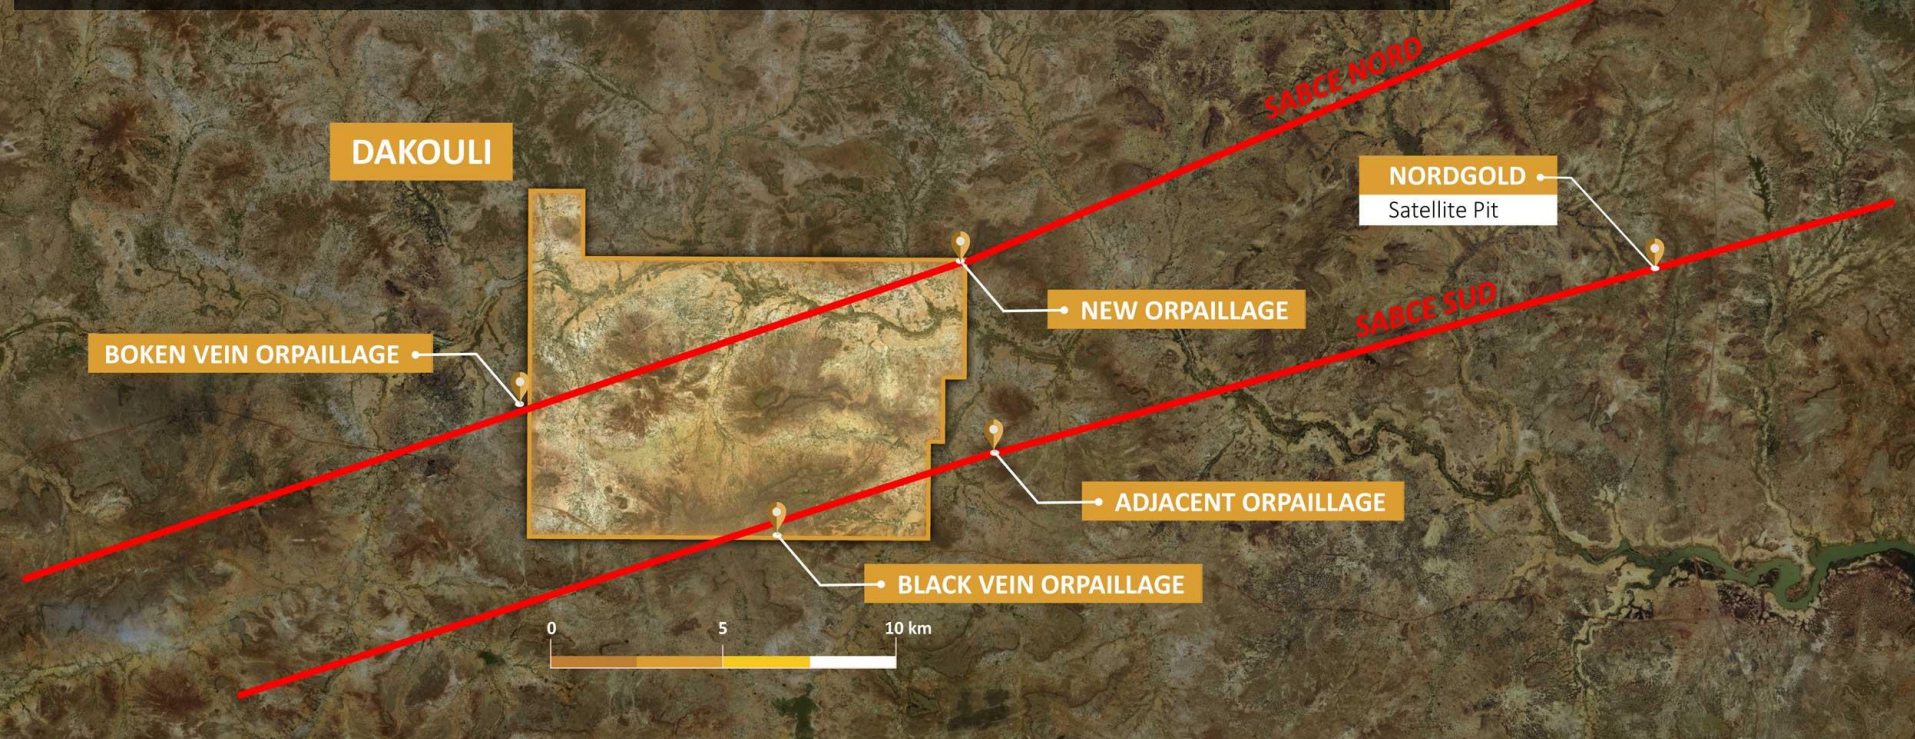 SABCE NORD
DAKOULI
NORDGOLD
Satellite Pit
NEW ORPAILLAGE
SABCE SUD
BOKEN VEIN ORPAILLAGE
ADJACENT ORPAILLAGE
BLACK VEIN ORPAILLAGE
0 5 10 km